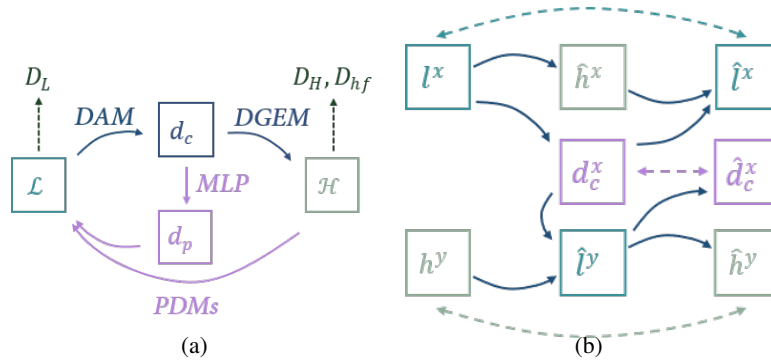 D_L
D_H, D_hf
DAM
d_c
DGEM
ℒ
MLP
ℋ
d_p
PDMs
(a)
l^x
ĥ^x
l̂^x
d_c^x
d̂_c^x
h^y
l̂^y
ĥ^y
(b)